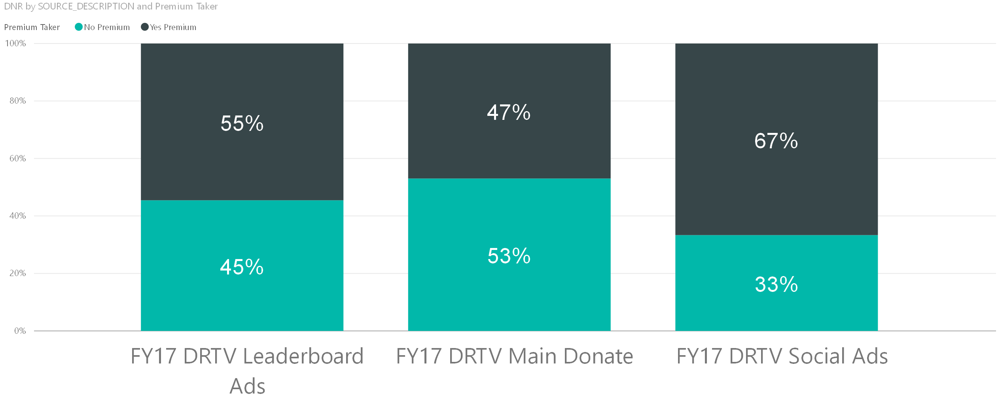 DNR by SOURCE_DESCRIPTION and Premium Taker
Premium Taker No Premium Yes Premium
100%
80%
60%
40%
20%
0%
55%
45%
47%
53%
67%
33%
FY17 DRTV Leaderboard
Ads
FY17 DRTV Main Donate
FY17 DRTV Social Ads